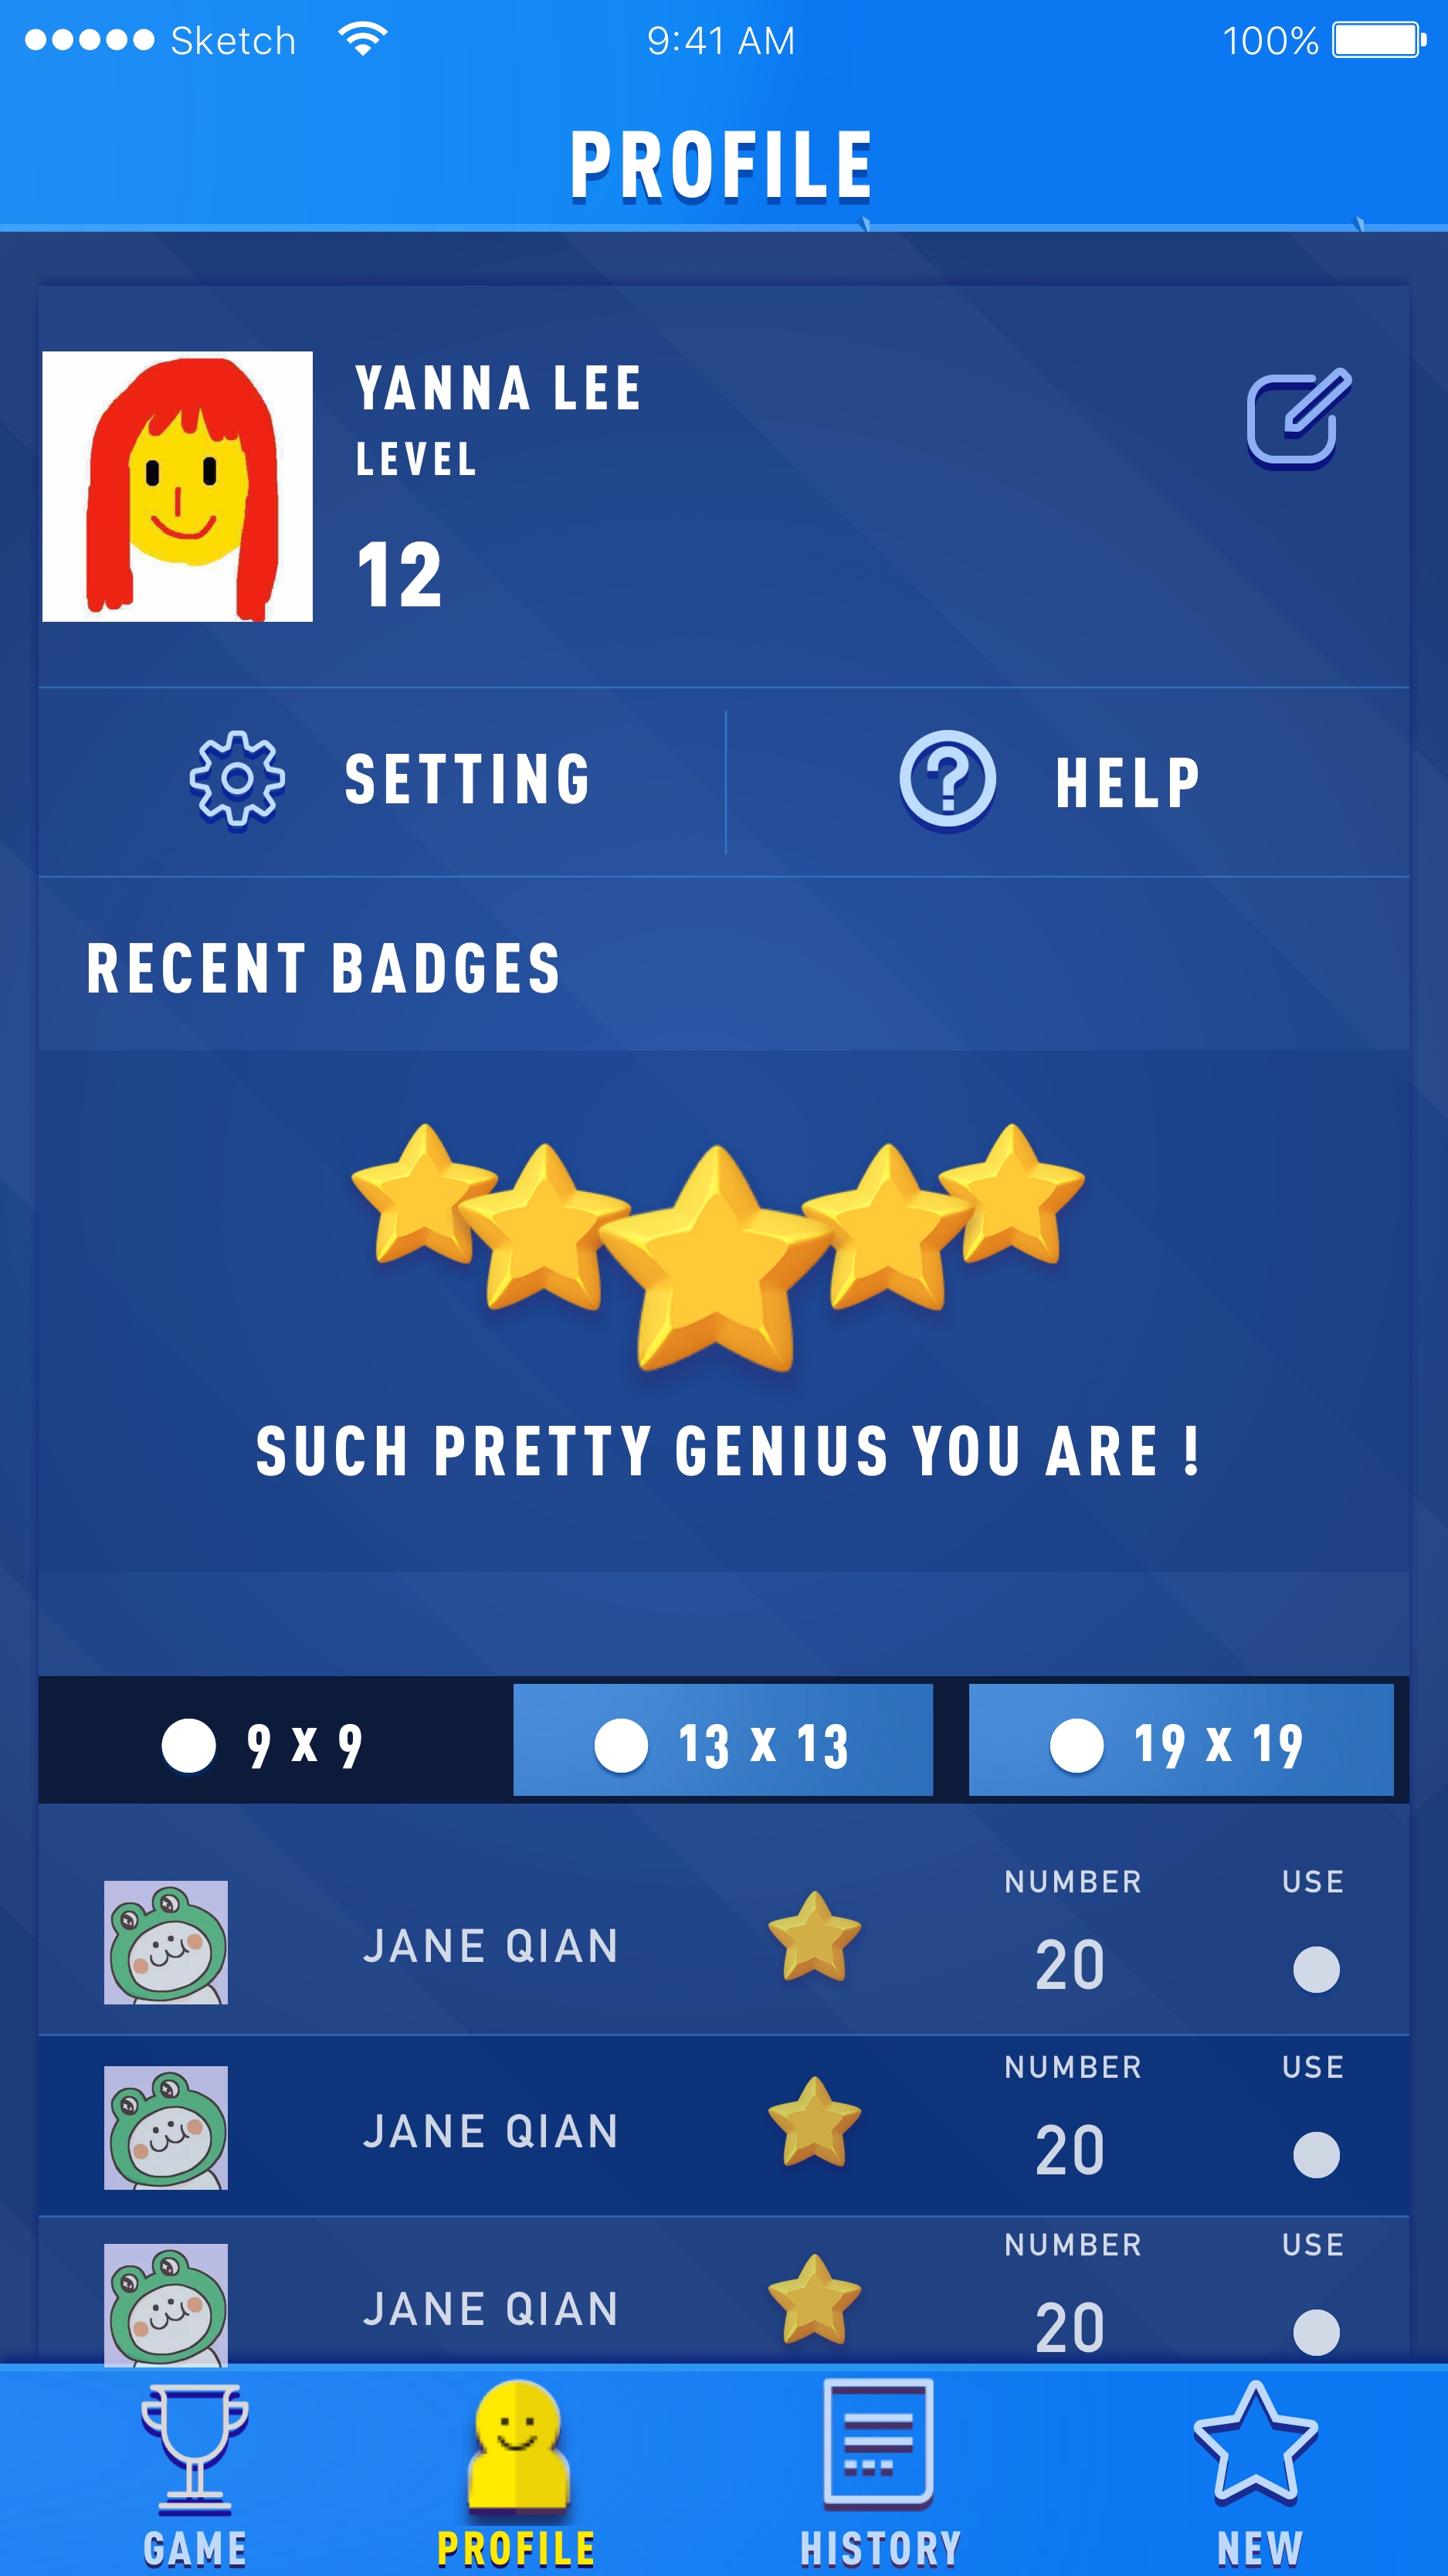 Sketch 9:41 AM 100%
PROFILE
YANNA LEE
LEVEL
12
SETTING HELP
RECENT BADGES
SUCH PRETTY GENIUS YOU ARE !
9 X 9 13 X 13 19 X 19
NUMBER USE
JANE QIAN 20
NUMBER USE
JANE QIAN 20
NUMBER USE
JANE QIAN 20
GAME PROFILE HISTORY NEW